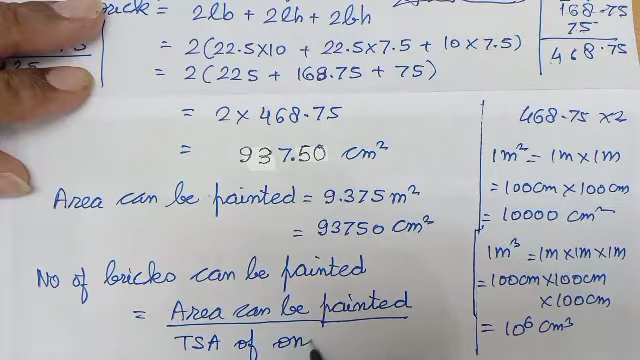 = 2lb + 2lh + 2bh
= 2(22.5×10 + 22.5×7.5 + 10×7.5)
= 2(225 + 168.75 + 75)
= 2 × 468.75
= 937.50 cm²
Area can be painted = 9.375 m²
= 93750 cm²
No of bricks can be painted
= Area can be painted
TSA of on
168.75
75
468.75
468.75 × 2
1m² = 1m × 1m
= 100cm × 100cm
= 10000 cm²
1m³ = 1m × 1m × 1m
= 100cm × 100cm
× 100cm
= 10⁶ cm³